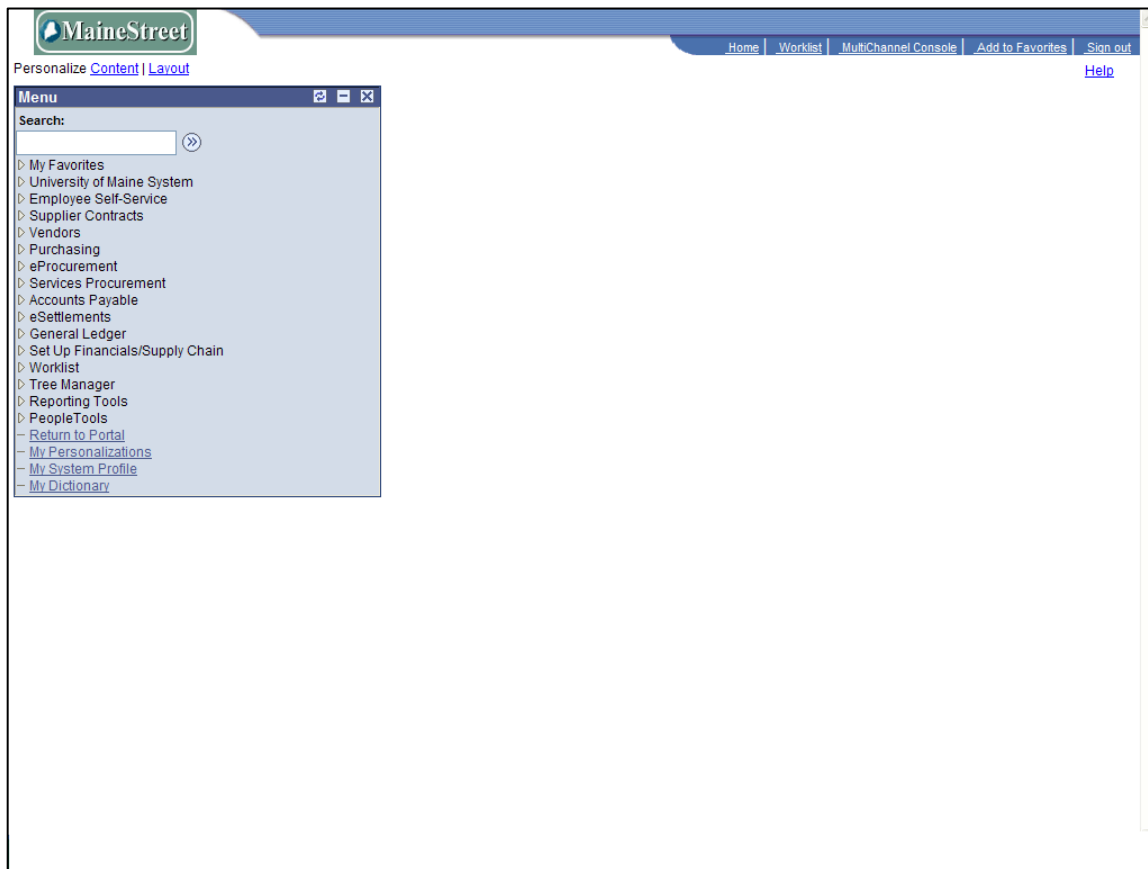 MaineStreet
Home | Worklist | MultiChannel Console | Add to Favorites | Sign out
Personalize Content | Layout
Help
Menu
Search:
My Favorites
University of Maine System
Employee Self-Service
Supplier Contracts
Vendors
Purchasing
eProcurement
Services Procurement
Accounts Payable
eSettlements
General Ledger
Set Up Financials/Supply Chain
Worklist
Tree Manager
Reporting Tools
PeopleTools
Return to Portal
My Personalizations
My System Profile
My Dictionary